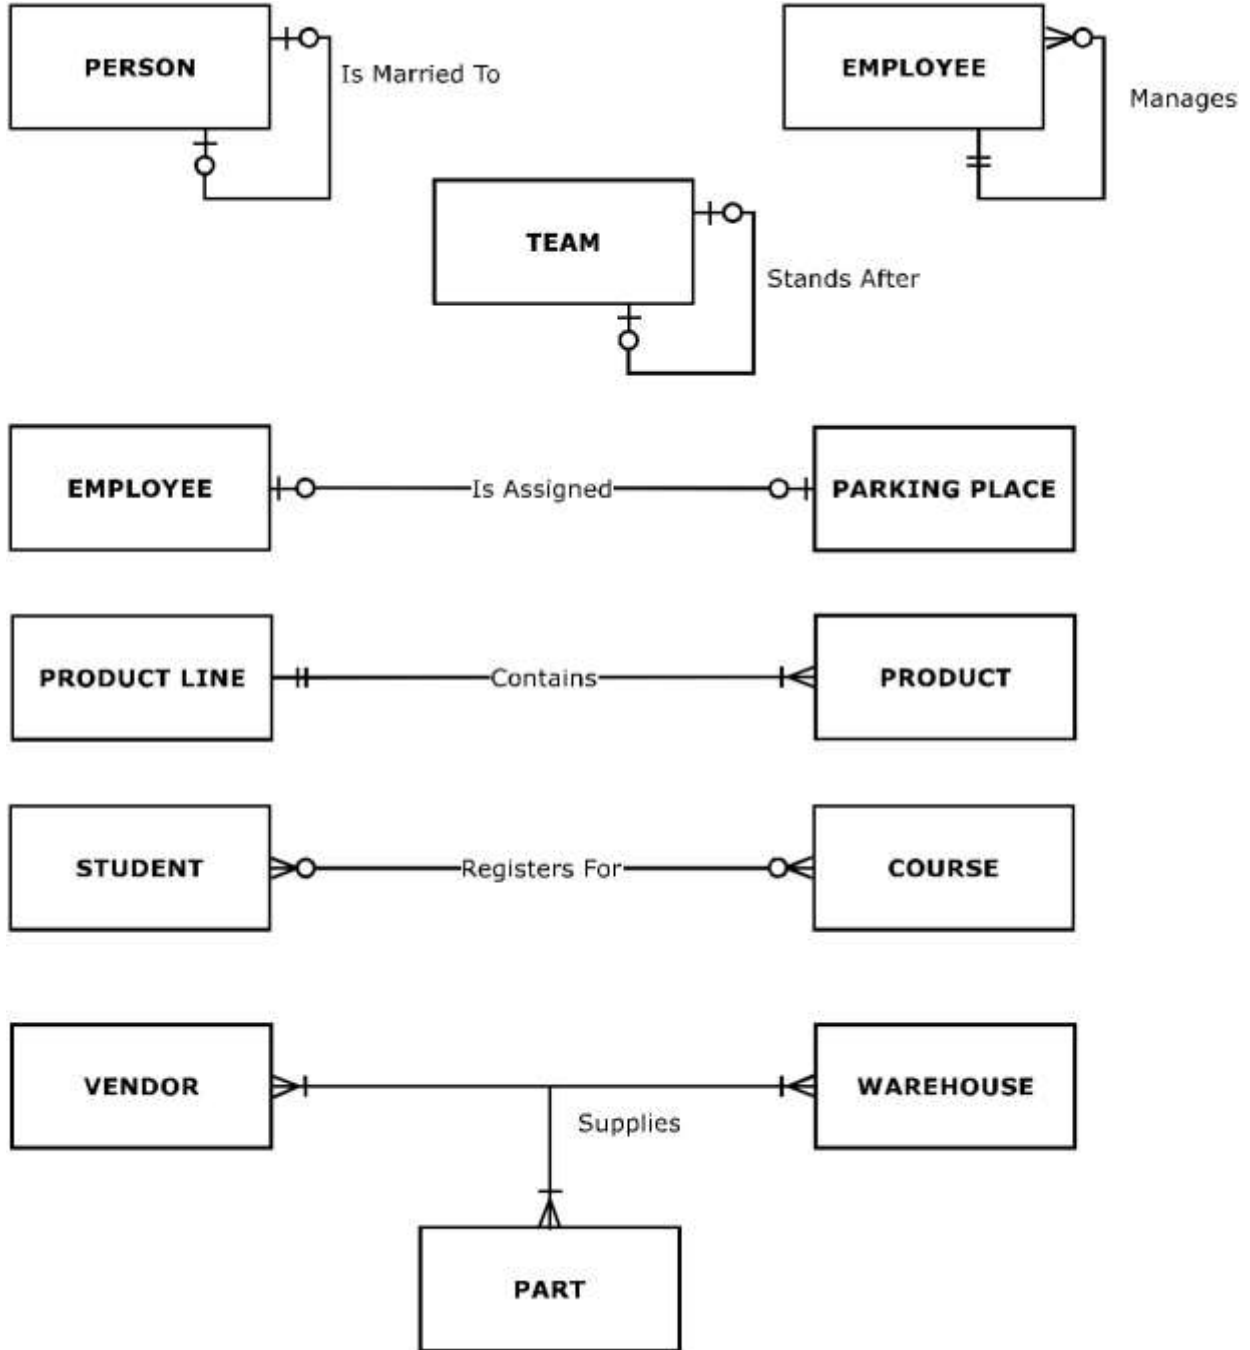 PERSON
Is Married To
EMPLOYEE
Manages
TEAM
Stands After
EMPLOYEE
Is Assigned
PARKING PLACE
PRODUCT LINE
Contains
PRODUCT
STUDENT
Registers For
COURSE
VENDOR
Supplies
WAREHOUSE
PART